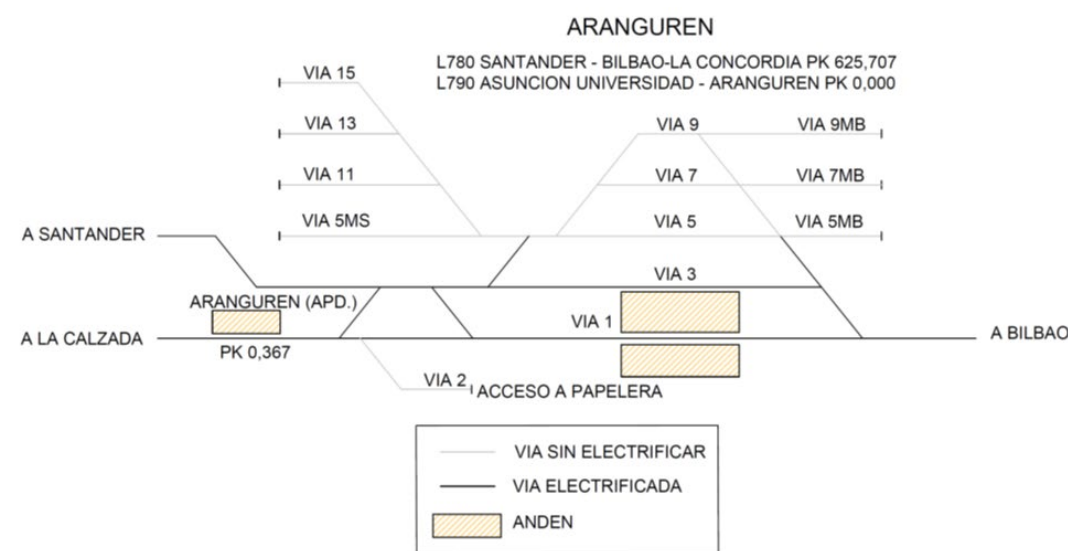 ARANGUREN
L780 SANTANDER - BILBAO-LA CONCORDIA PK 625,707
L790 ASUNCION UNIVERSIDAD - ARANGUREN PK 0,000
VIA 15
VIA 13
VIA 9
VIA 9MB
VIA 11
VIA 7
VIA 7MB
VIA 5MS
VIA 5
VIA 5MB
A SANTANDER
VIA 3
ARANGUREN (APD.)
VIA 1
A LA CALZADA
A BILBAO
PK 0,367
VIA 2
ACCESO A PAPELERA
VIA SIN ELECTRIFICAR
VIA ELECTRIFICADA
ANDEN